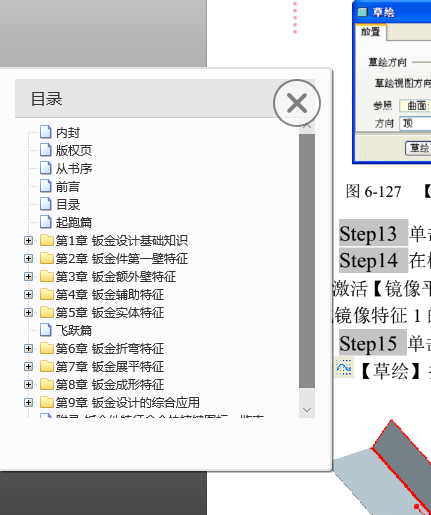 草绘
放置
草绘方向
草绘视图方向
参照 曲面:
方向 顶
草绘
图 6-127 【
Step13 单击
Step14 在
激活【镜像平
镜像特征 1 的
Step15 单击
【草绘】
目录
内封
版权页
从书序
前言
目录
起跑篇
第1章 钣金设计基础知识
第2章 钣金件第一壁特征
第3章 钣金额外壁特征
第4章 钣金辅助特征
第5章 钣金实体特征
飞跃篇
第6章 钣金折弯特征
第7章 钣金展平特征
第8章 钣金成形特征
第9章 钣金设计的综合应用